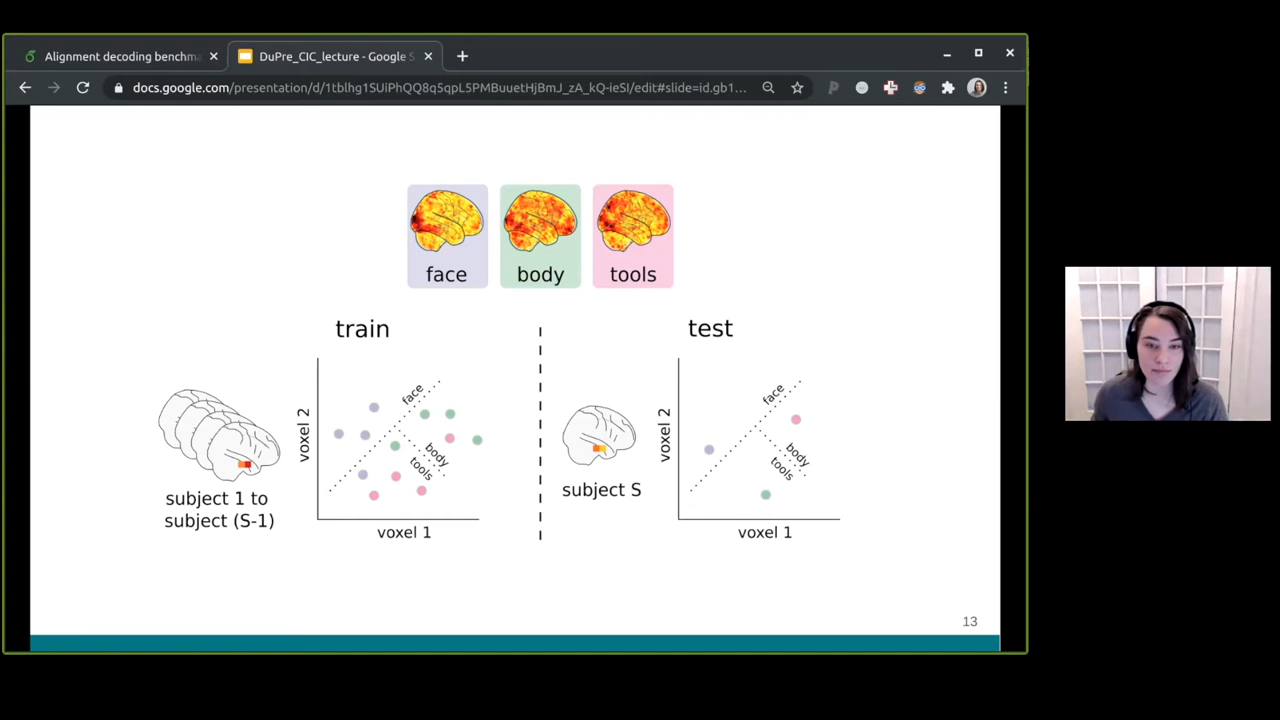 Alignment decoding benchma
DuPre_CIC_lecture - Google S
docs.google.com/presentation/d/1tblhg1SUiPhQQ8q5qpL5PMBuuetHjBmJ_zA_kQ-ieSI/edit#slide=id.gb1...
face
body
tools
train
test
voxel 2
face
body
tools
voxel 1
subject 1 to
subject (S-1)
voxel 2
face
body
tools
voxel 1
subject S
13